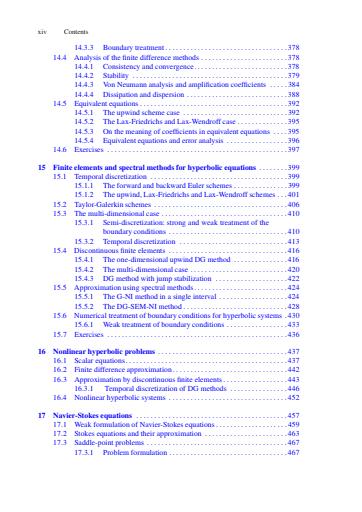 xiv Contents
14.3.3 Boundary treatment . . . . . . . . . . . . . . . . . . . . . . . . . . . . . 378
14.4 Analysis of the finite difference methods . . . . . . . . . . . . . . . . . . . . . 378
14.4.1 Consistency and convergence . . . . . . . . . . . . . . . . . . . . . . 378
14.4.2 Stability . . . . . . . . . . . . . . . . . . . . . . . . . . . . . . . . . . . . . 379
14.4.3 Von Neumann analysis and amplification coefficients . . . . . 384
14.4.4 Dissipation and dispersion . . . . . . . . . . . . . . . . . . . . . . . . 388
14.5 Equivalent equations . . . . . . . . . . . . . . . . . . . . . . . . . . . . . . . . . . . 392
14.5.1 The upwind scheme case . . . . . . . . . . . . . . . . . . . . . . . . . 392
14.5.2 The Lax-Friedrichs and Lax-Wendroff case . . . . . . . . . . . . 395
14.5.3 On the meaning of coefficients in equivalent equations . . . . 395
14.5.4 Equivalent equations and error analysis . . . . . . . . . . . . . . . 396
14.6 Exercises . . . . . . . . . . . . . . . . . . . . . . . . . . . . . . . . . . . . . . . . . . . . 397
15 Finite elements and spectral methods for hyperbolic equations . . . . . . . . 399
15.1 Temporal discretization . . . . . . . . . . . . . . . . . . . . . . . . . . . . . . . . . 399
15.1.1 The forward and backward Euler schemes . . . . . . . . . . . . . 399
15.1.2 The upwind, Lax-Friedrichs and Lax-Wendroff schemes . . . 401
15.2 Taylor-Galerkin schemes . . . . . . . . . . . . . . . . . . . . . . . . . . . . . . . . 406
15.3 The multi-dimensional case . . . . . . . . . . . . . . . . . . . . . . . . . . . . . . 410
15.3.1 Semi-discretization: strong and weak treatment of the
boundary conditions . . . . . . . . . . . . . . . . . . . . . . . . . . . . . 410
15.3.2 Temporal discretization . . . . . . . . . . . . . . . . . . . . . . . . . . 413
15.4 Discontinuous finite elements . . . . . . . . . . . . . . . . . . . . . . . . . . . . . 416
15.4.1 The one-dimensional upwind DG method . . . . . . . . . . . . . 416
15.4.2 The multi-dimensional case . . . . . . . . . . . . . . . . . . . . . . . 420
15.4.3 DG method with jump stabilization . . . . . . . . . . . . . . . . . . 422
15.5 Approximation using spectral methods . . . . . . . . . . . . . . . . . . . . . . 424
15.5.1 The G-NI method in a single interval . . . . . . . . . . . . . . . . . 424
15.5.2 The DG-SEM-NI method . . . . . . . . . . . . . . . . . . . . . . . . . 428
15.6 Numerical treatment of boundary conditions for hyperbolic systems . 430
15.6.1 Weak treatment of boundary conditions . . . . . . . . . . . . . . . 433
15.7 Exercises . . . . . . . . . . . . . . . . . . . . . . . . . . . . . . . . . . . . . . . . . . . . 436
16 Nonlinear hyperbolic problems . . . . . . . . . . . . . . . . . . . . . . . . . . . . . . . . 437
16.1 Scalar equations . . . . . . . . . . . . . . . . . . . . . . . . . . . . . . . . . . . . . . . 437
16.2 Finite difference approximation . . . . . . . . . . . . . . . . . . . . . . . . . . . 442
16.3 Approximation by discontinuous finite elements . . . . . . . . . . . . . . . 443
16.3.1 Temporal discretization of DG methods . . . . . . . . . . . . . . . 446
16.4 Nonlinear hyperbolic systems . . . . . . . . . . . . . . . . . . . . . . . . . . . . . 452
17 Navier-Stokes equations . . . . . . . . . . . . . . . . . . . . . . . . . . . . . . . . . . . . . 457
17.1 Weak formulation of Navier-Stokes equations . . . . . . . . . . . . . . . . . 459
17.2 Stokes equations and their approximation . . . . . . . . . . . . . . . . . . . . 463
17.3 Saddle-point problems . . . . . . . . . . . . . . . . . . . . . . . . . . . . . . . . . . 467
17.3.1 Problem formulation . . . . . . . . . . . . . . . . . . . . . . . . . . . . . 467